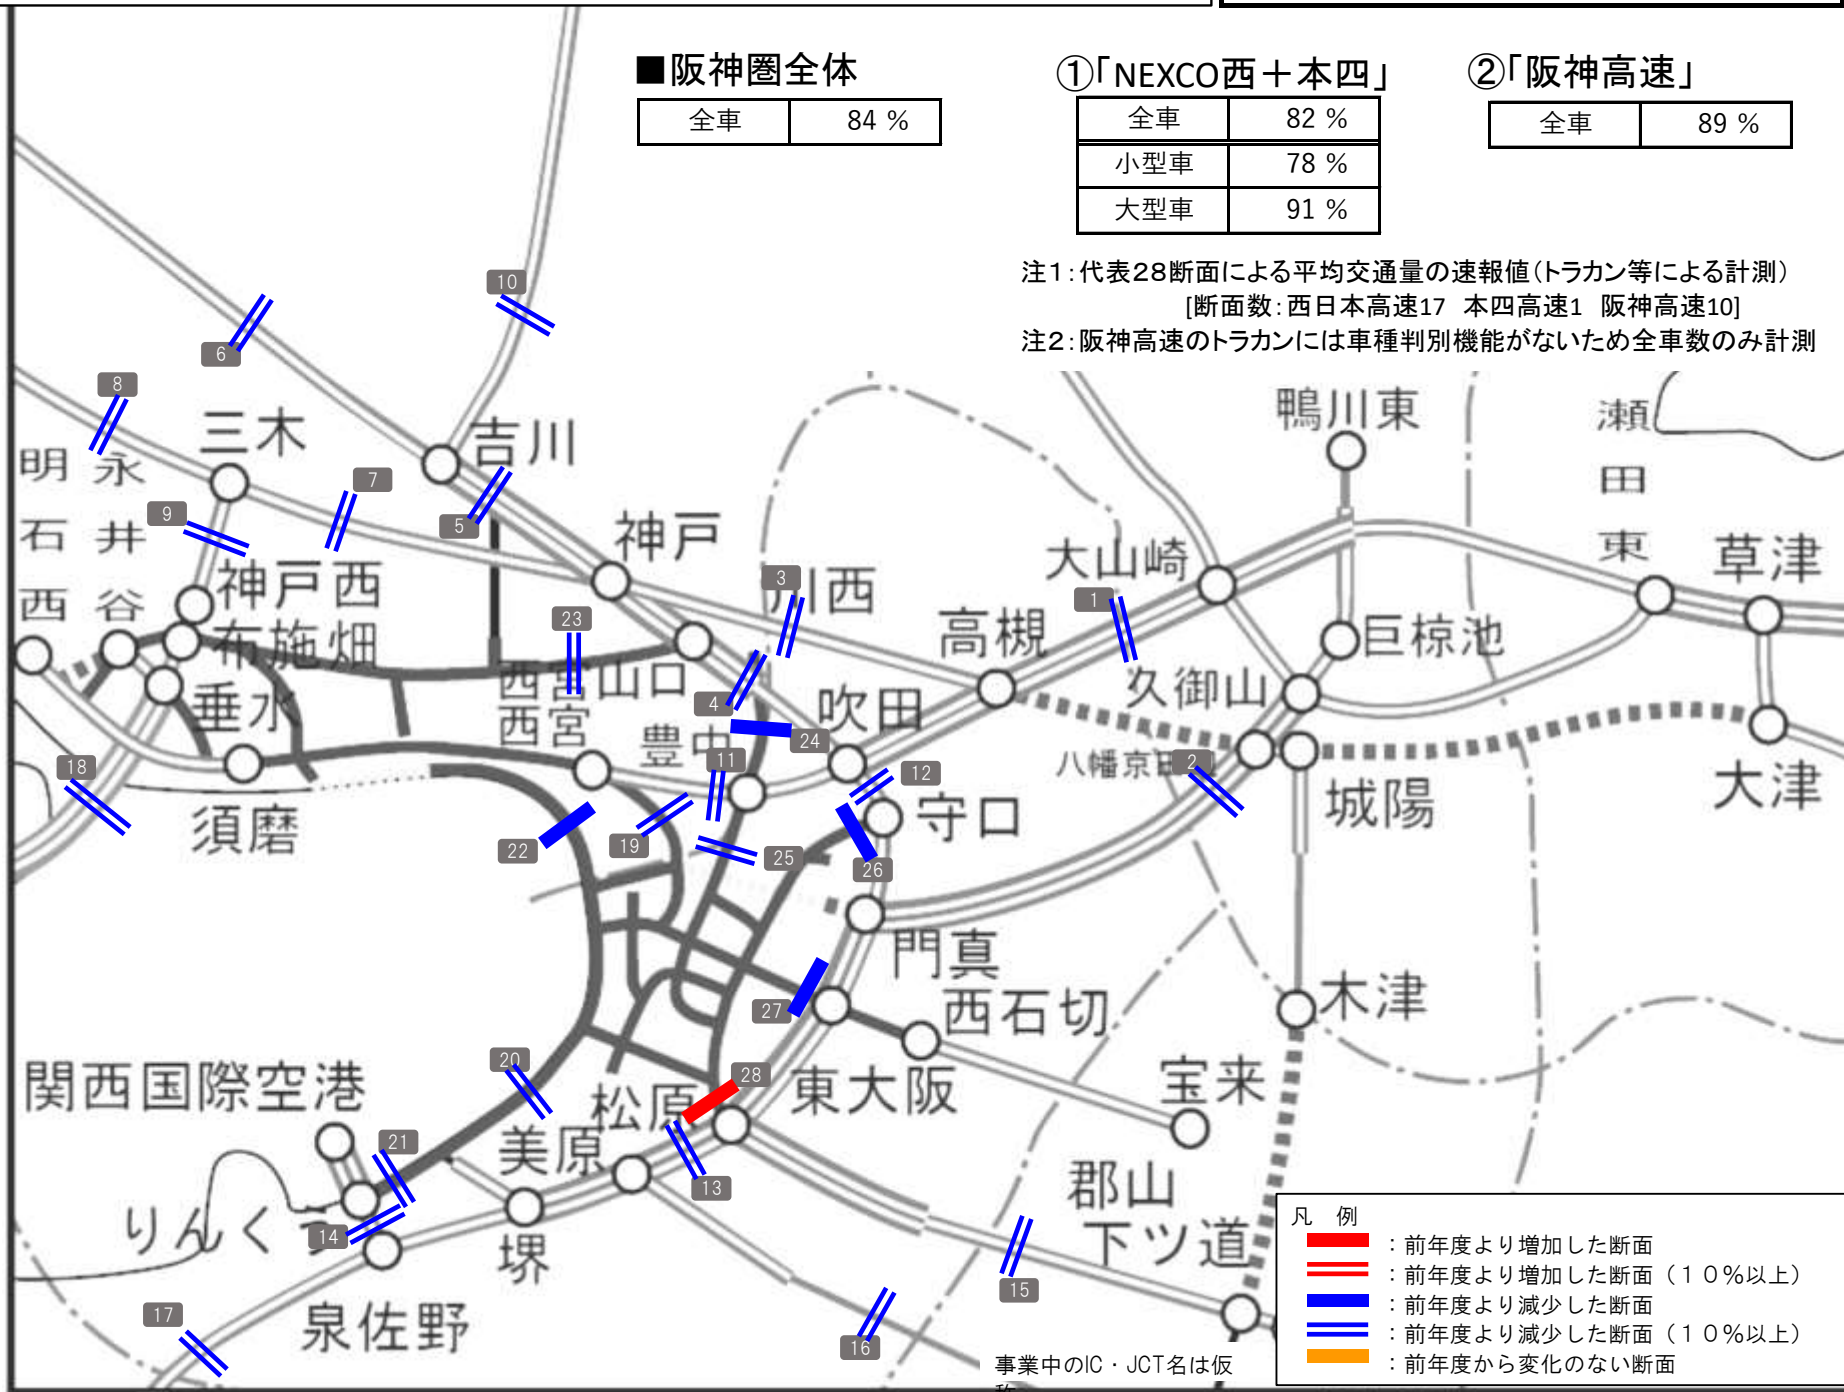 ■阪神圏全体
全車 84 %
①「NEXCO西＋本四」
全車 82 %
小型車 78 %
大型車 91 %
②「阪神高速」
全車 89 %
注１：代表２８断面による平均交通量の速報値（トラカン等による計測）
[断面数：西日本高速17 本四高速1 阪神高速10]
注２：阪神高速のトラカンには車種判別機能がないため全車数のみ計測
10
6
8
三木
吉川
鴨川東
瀬田東
明石西
永井谷
7
9
5
神戸
大山崎
草津
神戸西
3
川西
1
高槻
巨椋池
布施畑
23
西宮山口
久御山
垂水
4
吹田
西宮
豊中
24
11
12
2
18
城陽
大津
須磨
守口
22
19
25
26
門真
27
西石切
木津
関西国際空港
20
28
松原
東大阪
宝来
21
美原
13
郡山下ツ道
14
堺
15
17
泉佐野
16
事業中のIC・JCT名は仮
凡 例
：前年度より増加した断面
：前年度より増加した断面（１０％以上）
：前年度より減少した断面
：前年度より減少した断面（１０％以上）
：前年度から変化のない断面